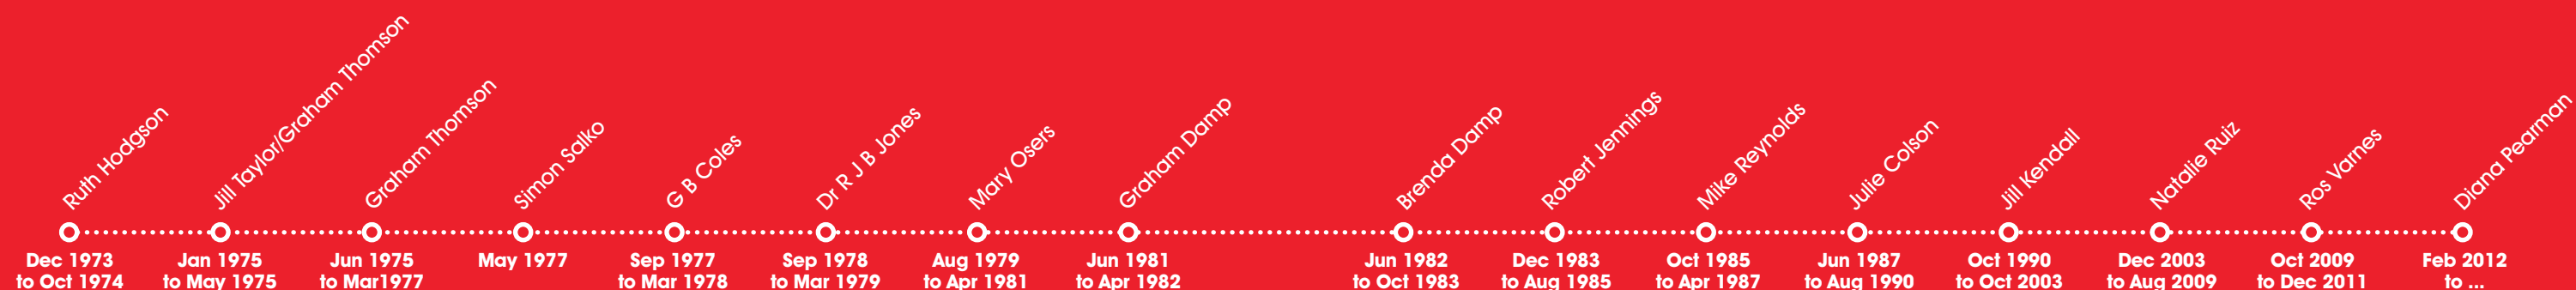 Ruth Hodgson
Jill Taylor/Graham Thomson
Graham Thomson
Simon Salko
G B Coles
Dr R J B Jones
Mary Osers
Graham Damp
Brenda Damp
Robert Jennings
Mike Reynolds
Julie Colson
Jill Kendall
Natalie Ruiz
Ros Varnes
Diana Pearman
Dec 1973
to Oct 1974
Jan 1975
to May 1975
Jun 1975
to Mar1977
May 1977
Sep 1977
to Mar 1978
Sep 1978
to Mar 1979
Aug 1979
to Apr 1981
Jun 1981
to Apr 1982
Jun 1982
to Oct 1983
Dec 1983
to Aug 1985
Oct 1985
to Apr 1987
Jun 1987
to Aug 1990
Oct 1990
to Oct 2003
Dec 2003
to Aug 2009
Oct 2009
to Dec 2011
Feb 2012
to ...